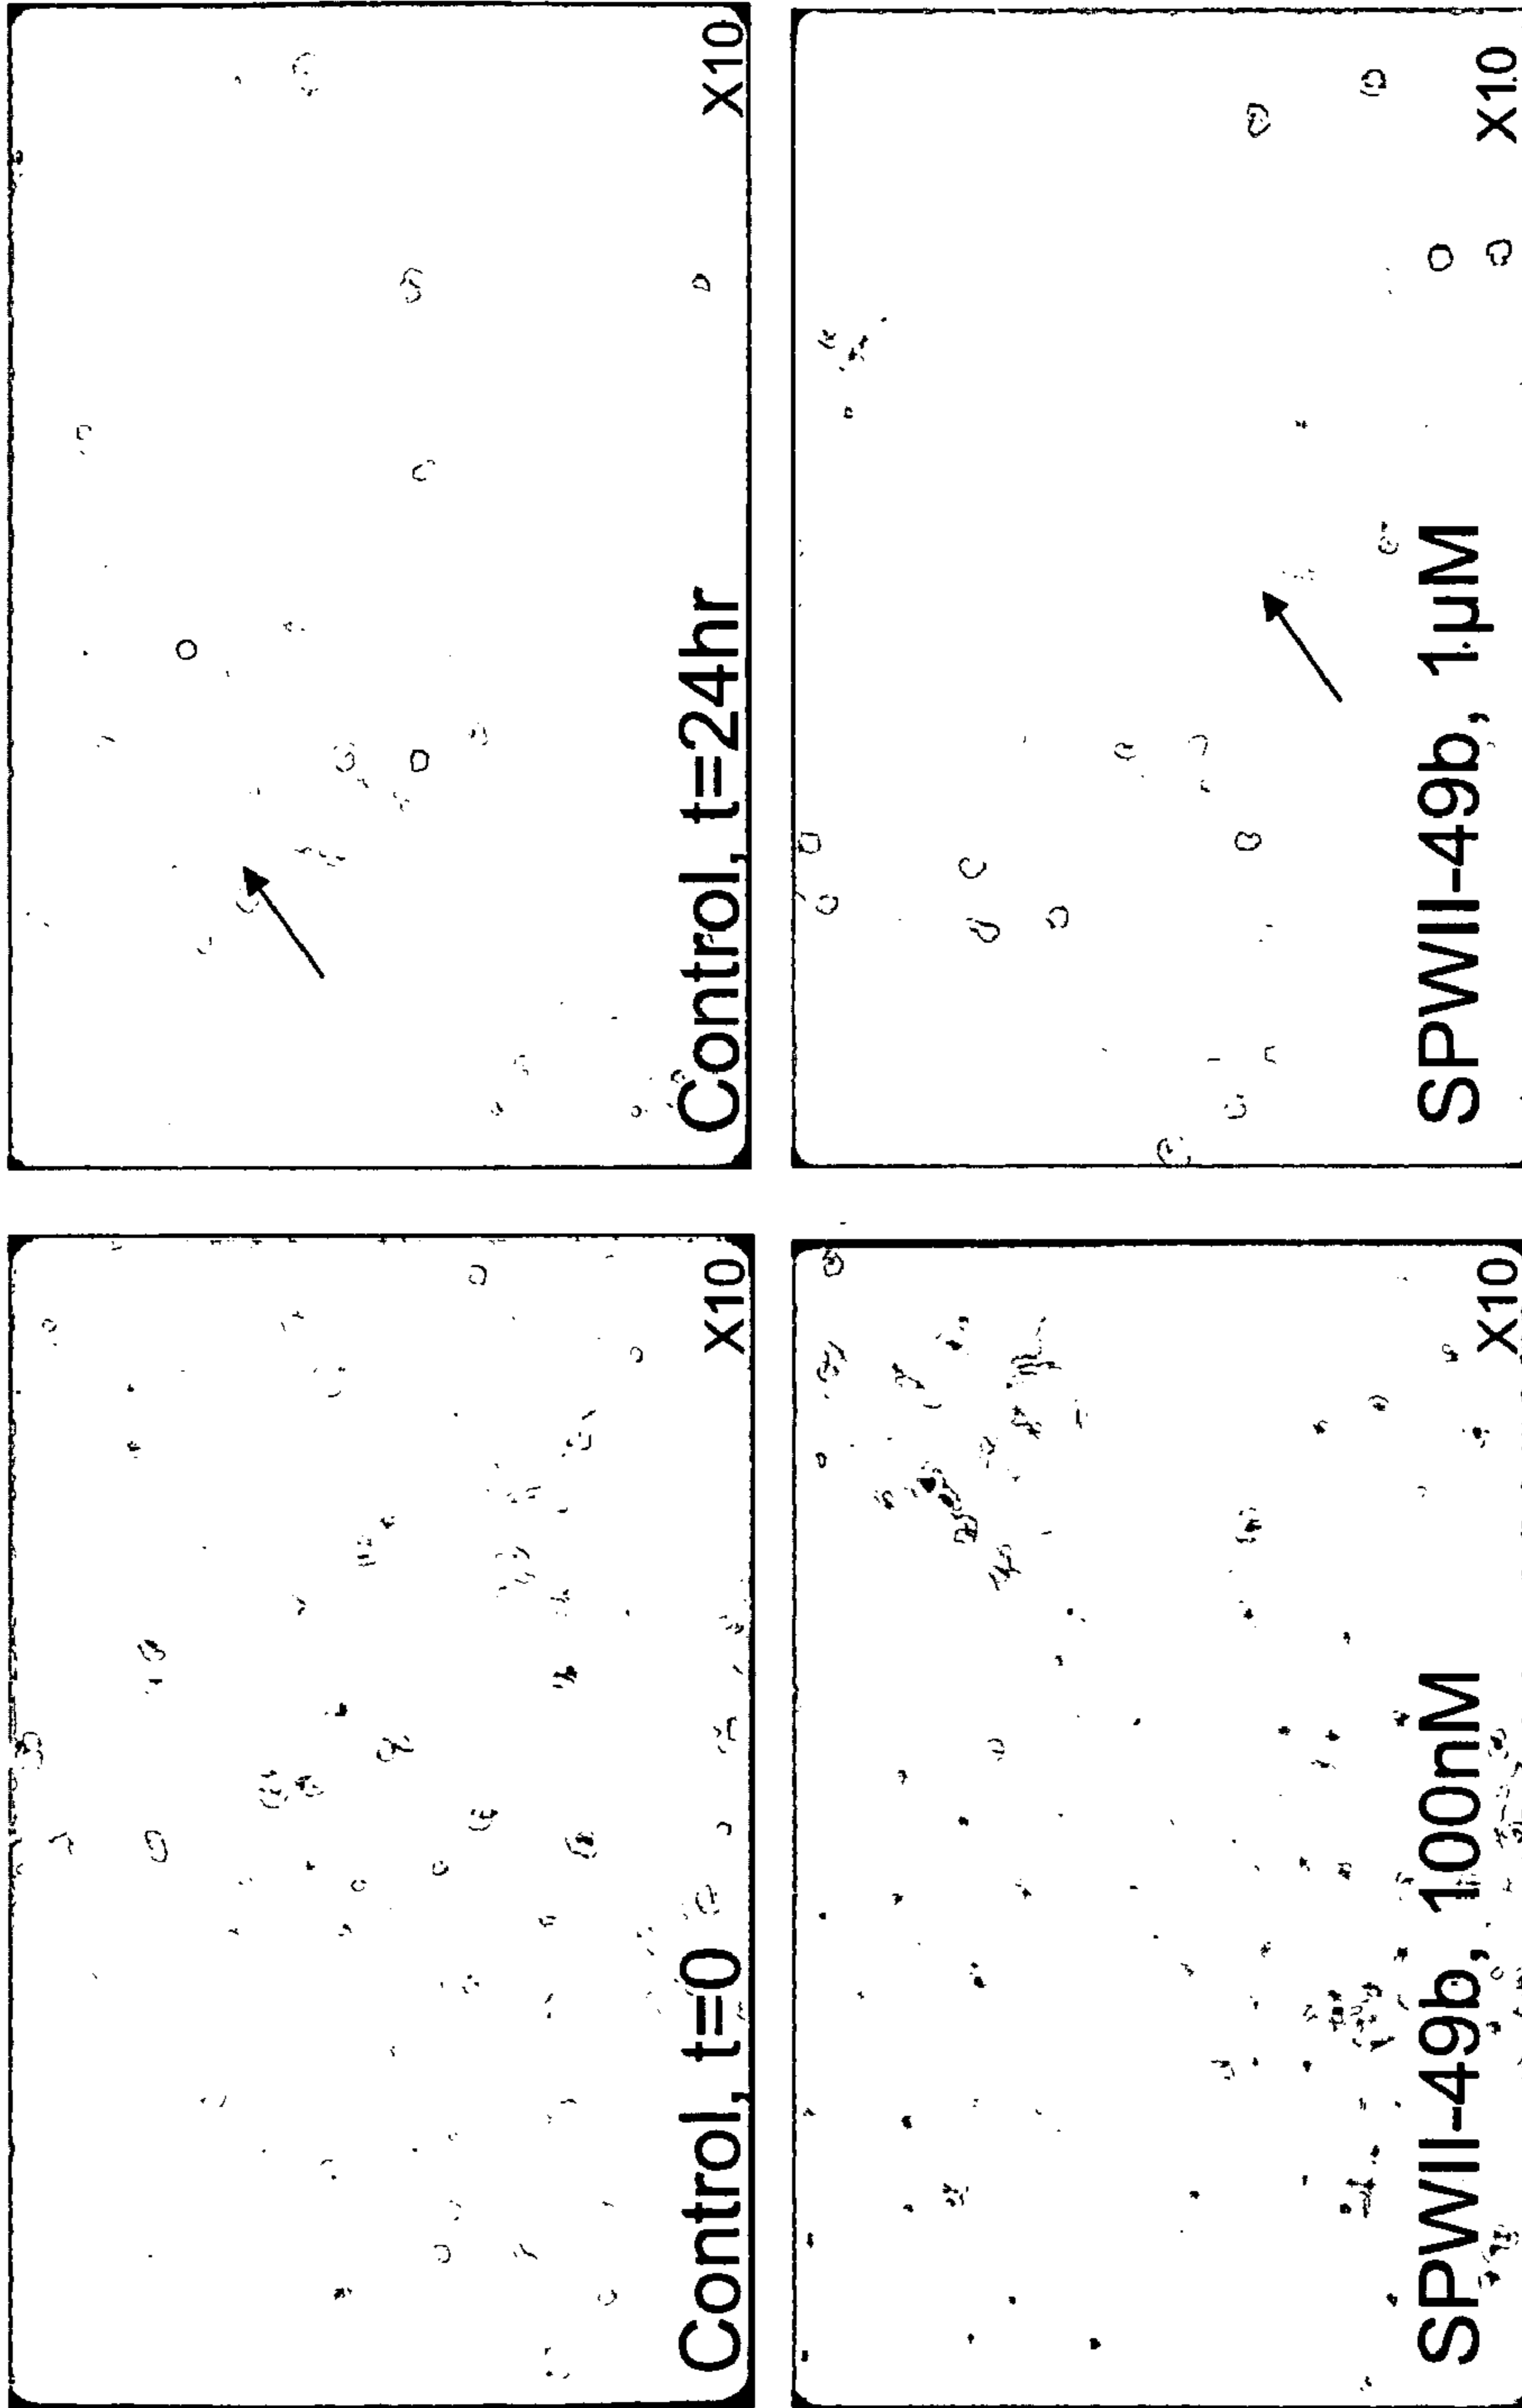 Control, t=0
X10
Control, t=24hr
X10
SPWII-49b, 100nM
X10
SPWII-49b, 1µM
X10